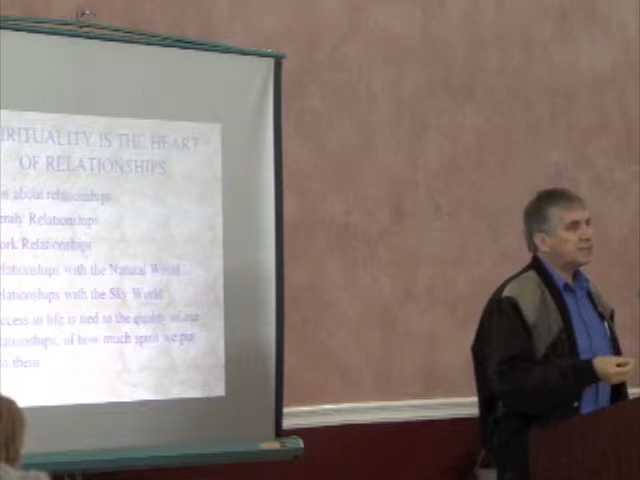 IRITUALITY IS THE HEART
OF RELATIONSHIPS
about relationships
mily Relationships
ork Relationships
elationships with the Natural World
elationships with the Sky World
ccess in life is tied to the quality of our
ationships, of how much spirit we put
them